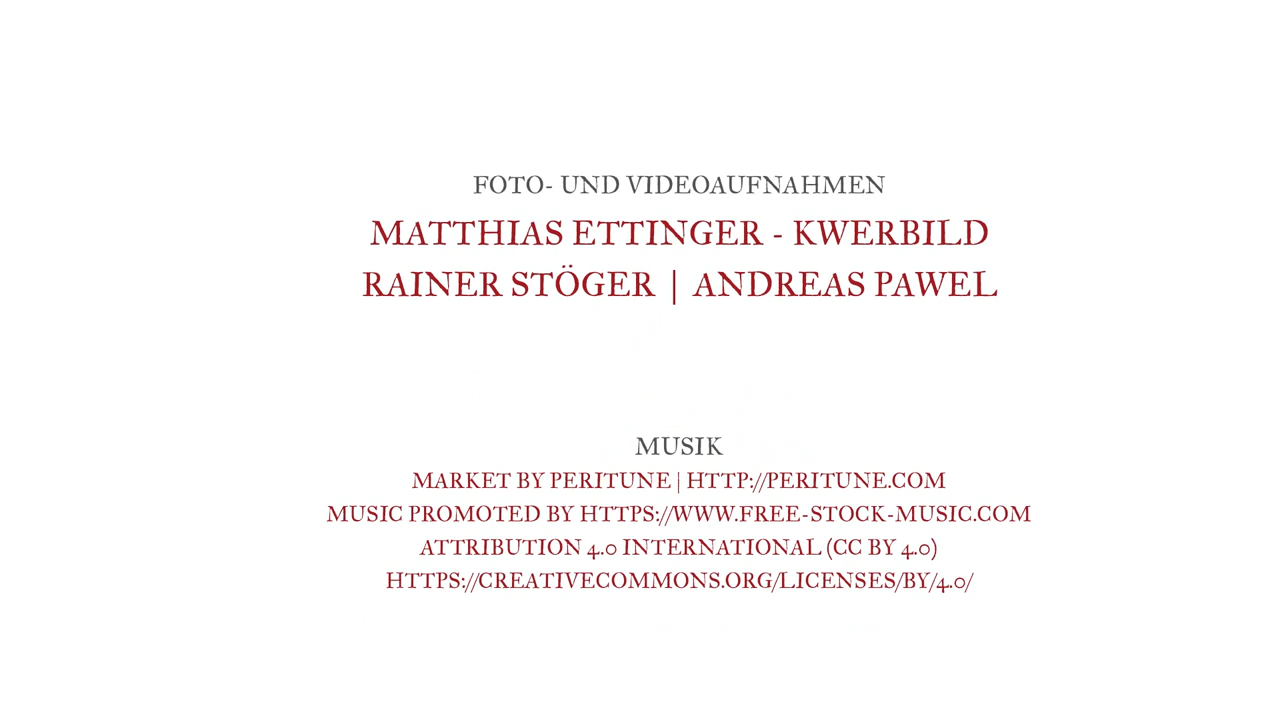 FOTO- UND VIDEOAUFNAHMEN
MATTHIAS ETTINGER - KWERBILD
RAINER STÖGER | ANDREAS PAWEL
MUSIK
MARKET BY PERITUNE | HTTP://PERITUNE.COM
MUSIC PROMOTED BY HTTPS://WWW.FREE-STOCK-MUSIC.COM
ATTRIBUTION 4.0 INTERNATIONAL (CC BY 4.0)
HTTPS://CREATIVECOMMONS.ORG/LICENSES/BY/4.0/